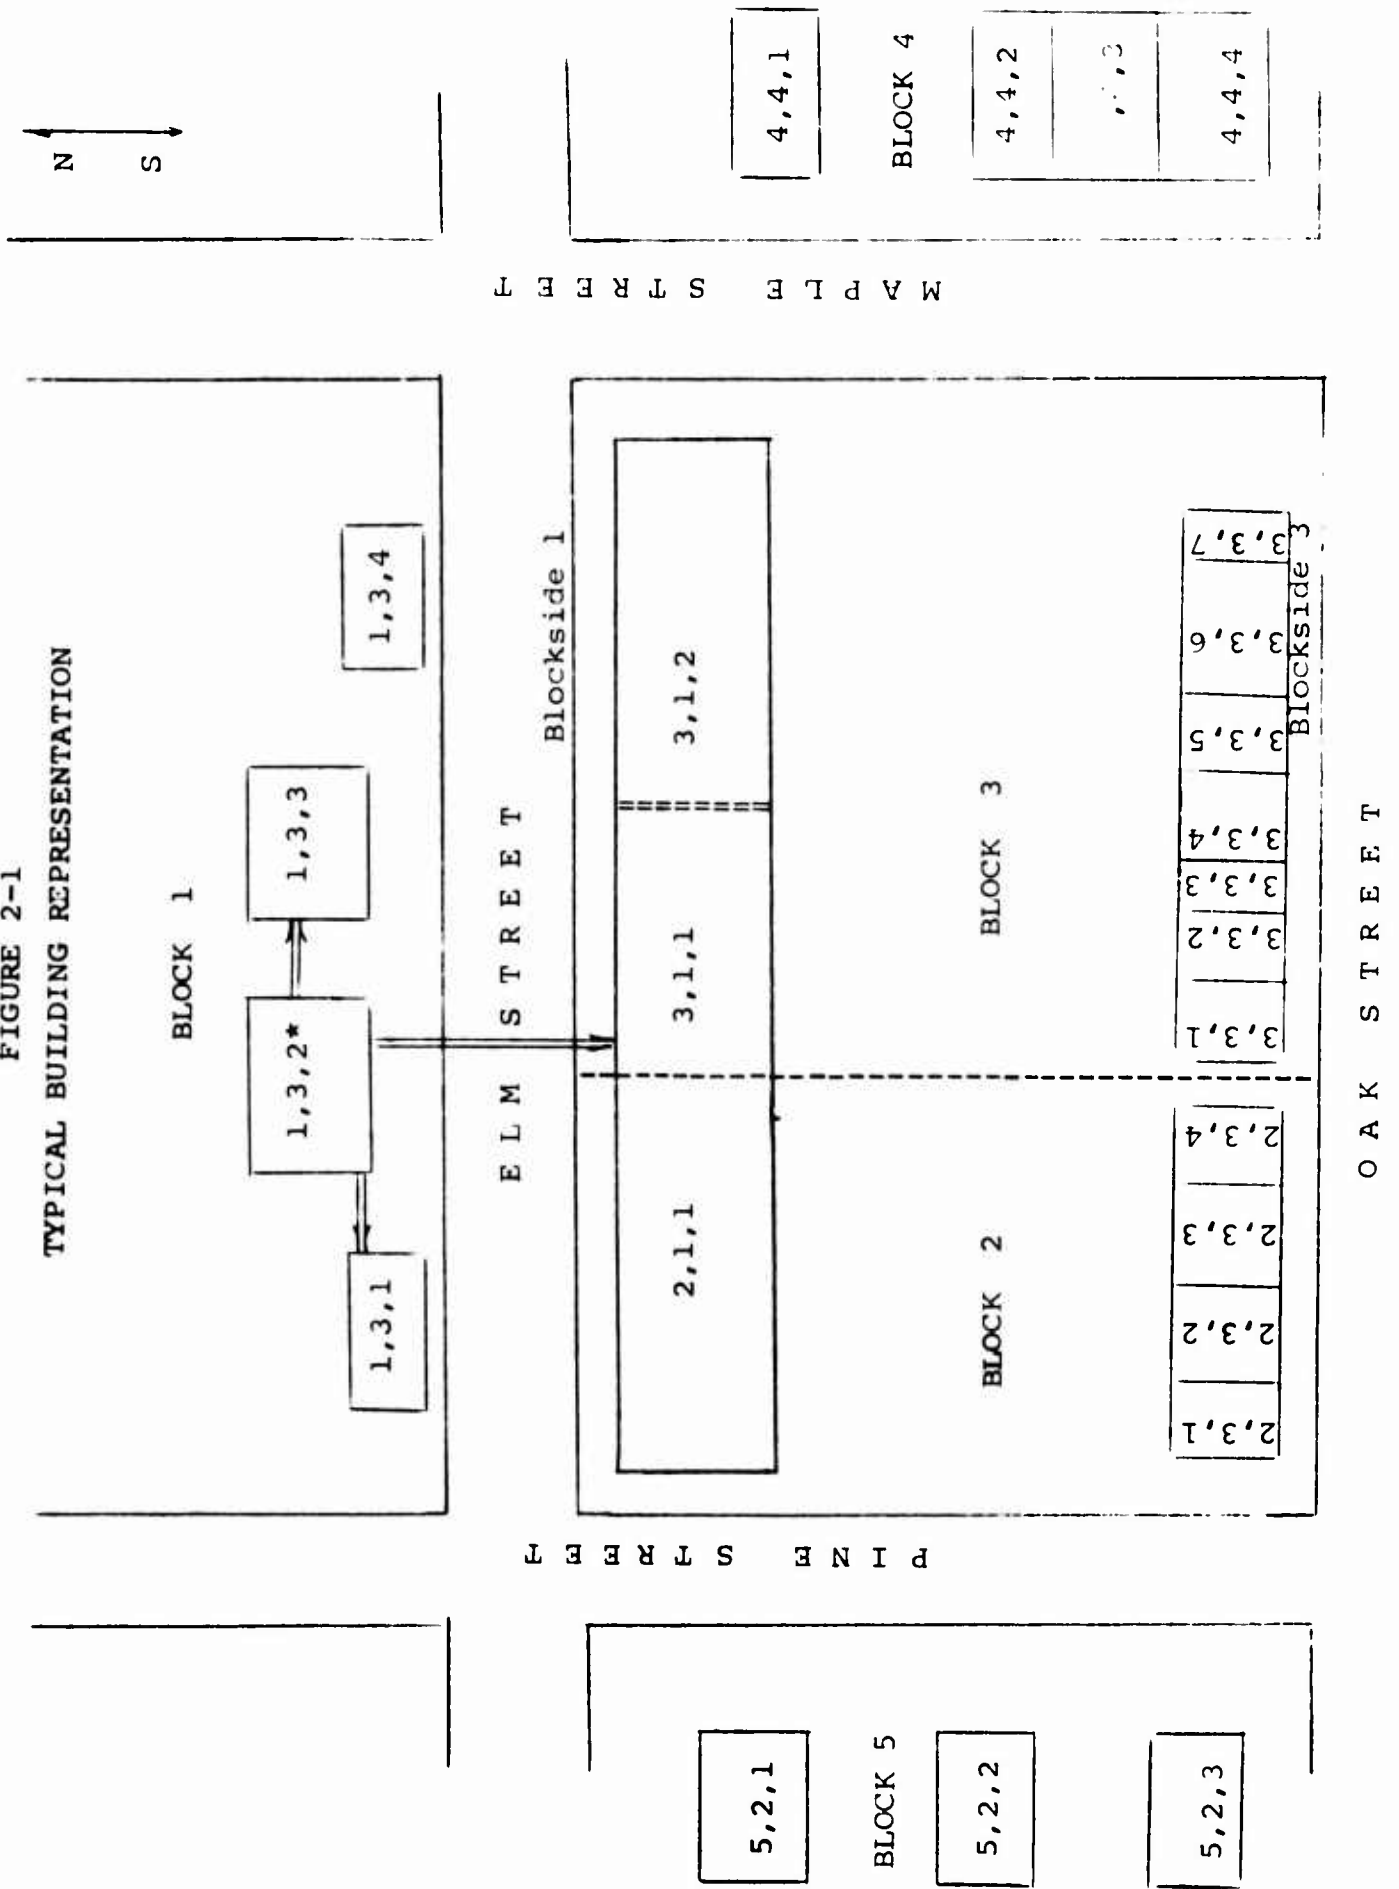 FIGURE 2-1
TYPICAL BUILDING REPRESENTATION
N
S
BLOCK 1
1,3,1
1,3,2*
1,3,3
1,3,4
ELM STREET
Blockside 1
PINE STREET
MAPLE STREET
2,1,1
3,1,1
3,1,2
5,2,1
BLOCK 5
5,2,2
5,2,3
BLOCK 2
BLOCK 3
4,4,1
BLOCK 4
4,4,2
4,4,4
2,3,1
2,3,2
2,3,3
2,3,4
3,3,1
3,3,2
3,3,3
3,3,4
3,3,5
3,3,6
3,3,7
Blockside 3
OAK STREET